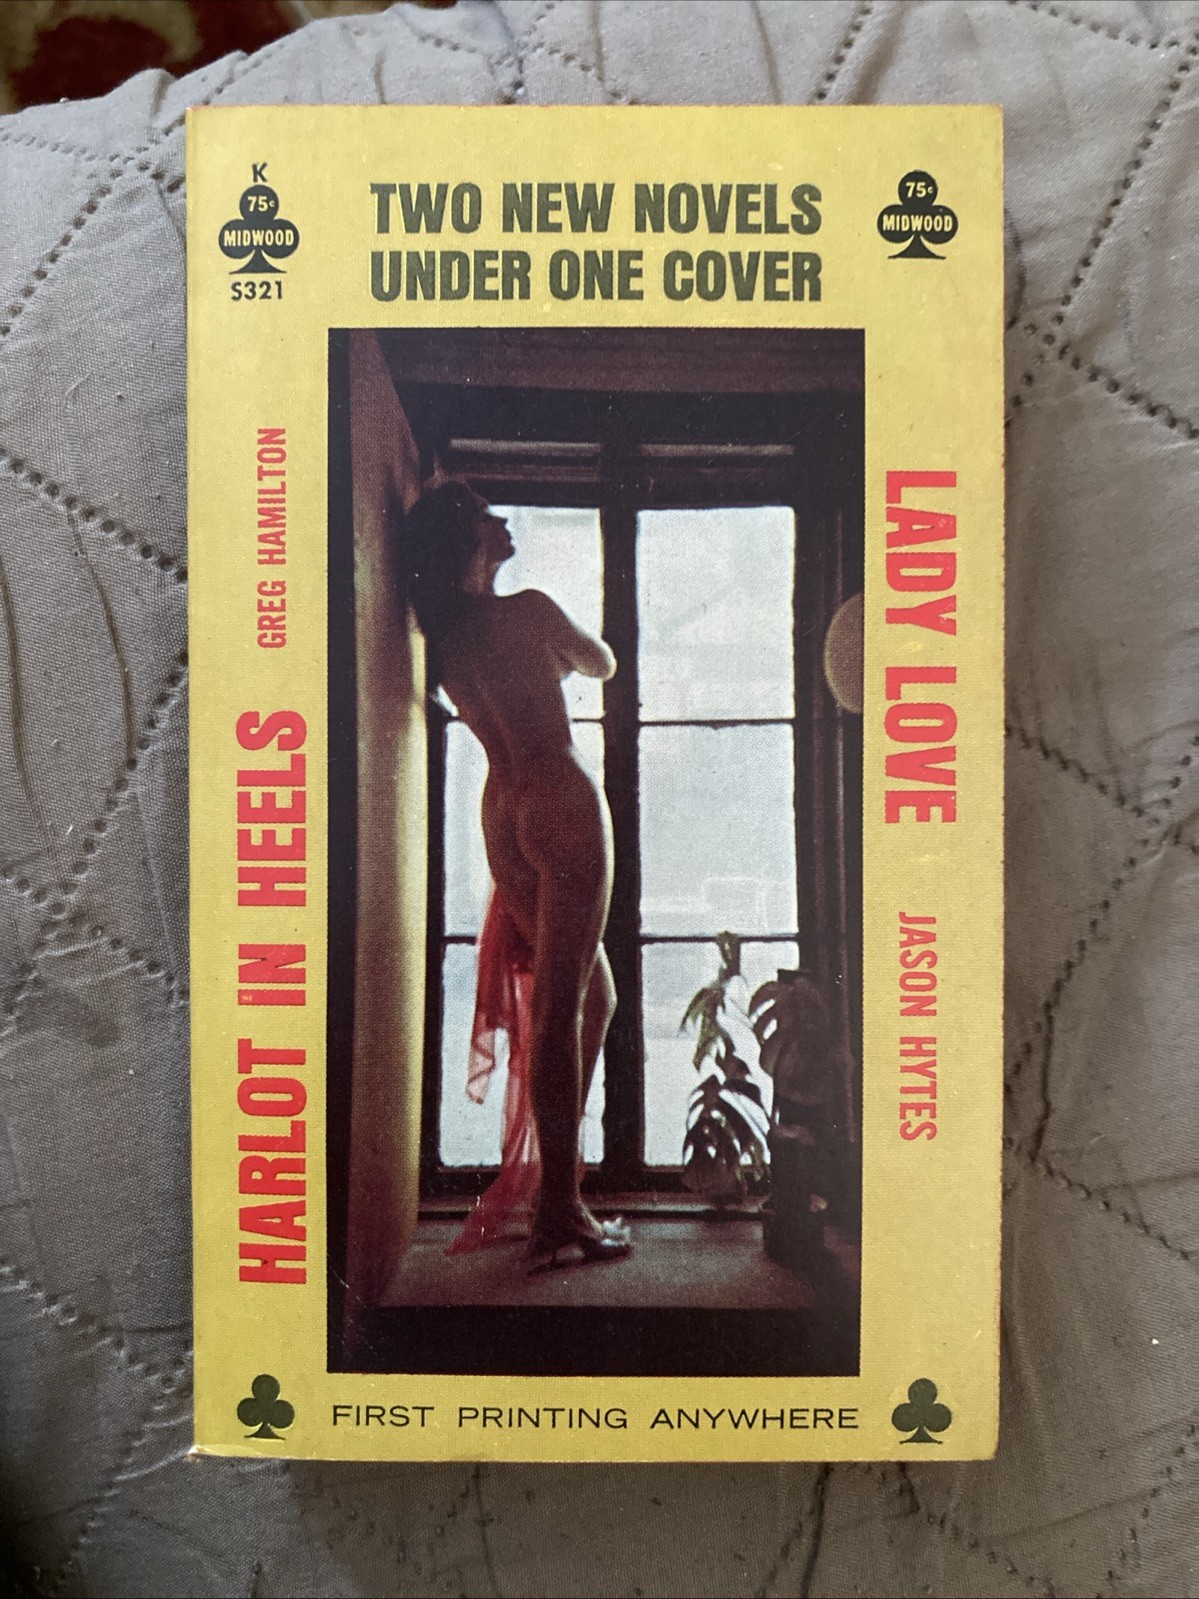 K
75¢
MIDWOOD
S321
TWO NEW NOVELS
UNDER ONE COVER
75¢
MIDWOOD
HARLOT IN HEELS GREG HAMILTON
LADY LOVE JASON HYTES
FIRST PRINTING ANYWHERE